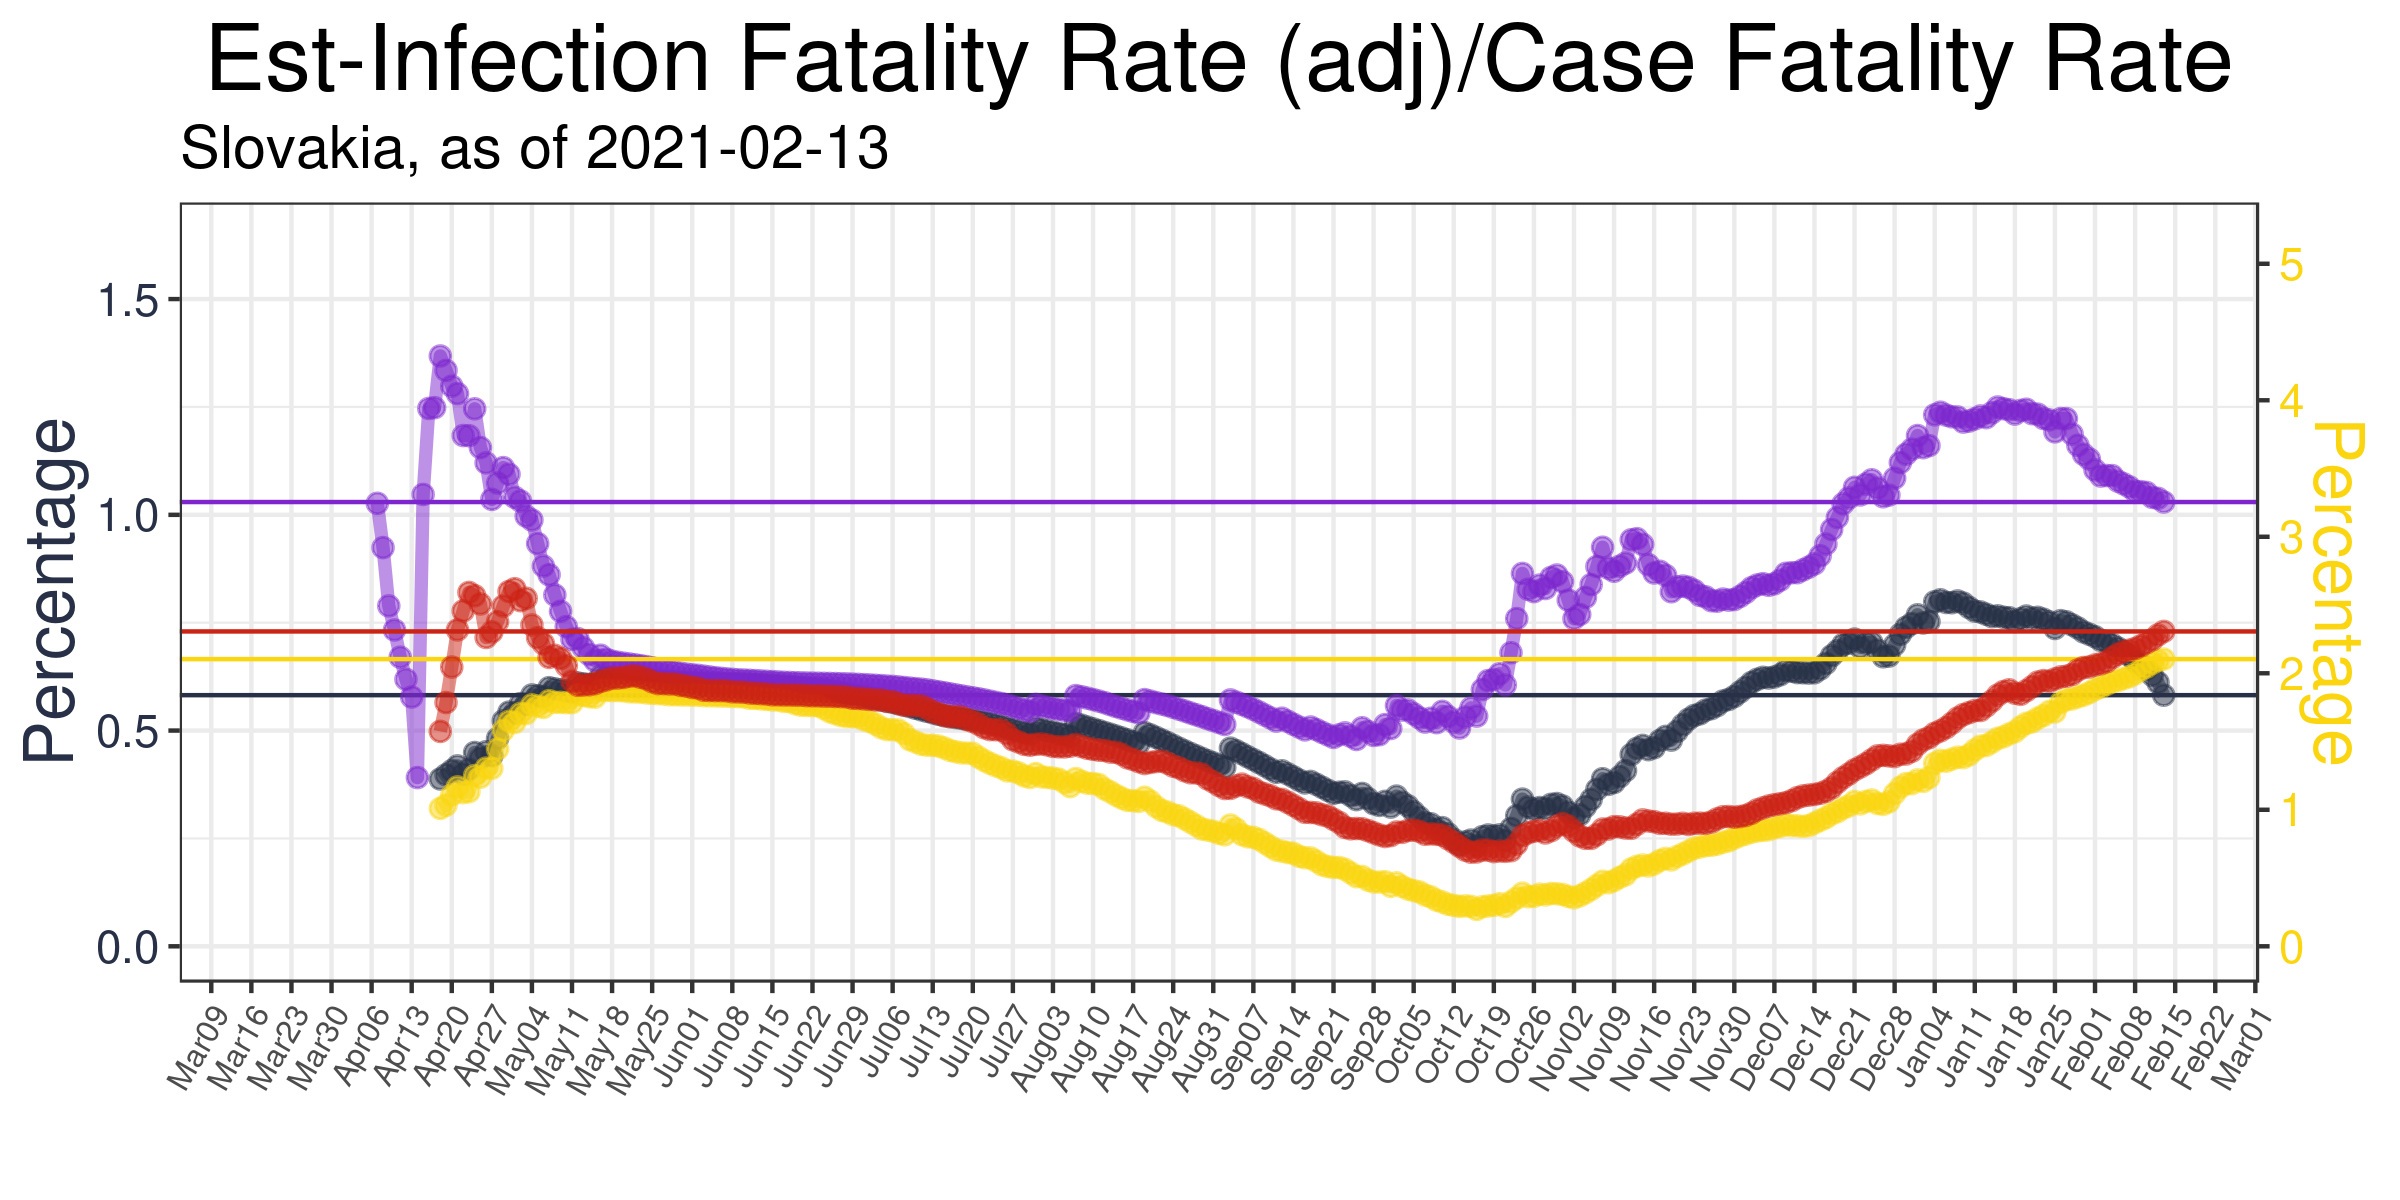 Est-Infection Fatality Rate (adj)/Case Fatality Rate
Slovakia, as of 2021-02-13
Percentage
1.5
1.0
0.5
0.0
5
4
3
2
1
0
Percentage
Mar09
Mar16
Mar23
Mar30
Apr06
Apr13
Apr20
Apr27
May04
May11
May18
May25
Jun01
Jun08
Jun15
Jun22
Jun29
Jul06
Jul13
Jul20
Jul27
Aug03
Aug10
Aug17
Aug24
Aug31
Sep07
Sep14
Sep21
Sep28
Oct05
Oct12
Oct19
Oct26
Nov02
Nov09
Nov16
Nov23
Nov30
Dec07
Dec14
Dec21
Dec28
Jan04
Jan11
Jan18
Jan25
Feb01
Feb08
Feb15
Feb22
Mar01